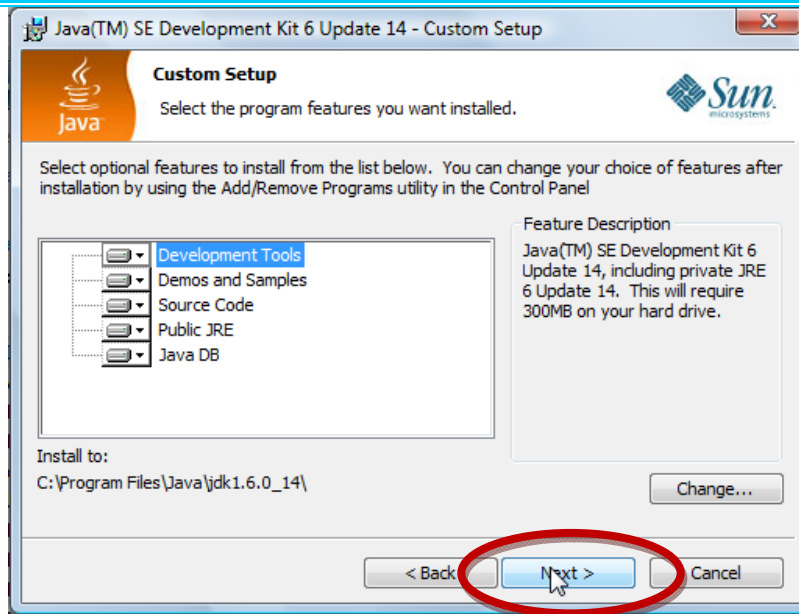 Java(TM) SE Development Kit 6 Update 14 - Custom Setup
Java
Custom Setup
Select the program features you want installed.
Sun
microsystems
Select optional features to install from the list below. You can change your choice of features after
installation by using the Add/Remove Programs utility in the Control Panel
Development Tools
Demos and Samples
Source Code
Public JRE
Java DB
Feature Description
Java(TM) SE Development Kit 6
Update 14, including private JRE
6 Update 14. This will require
300MB on your hard drive.
Install to:
C:\Program Files\Java\jdk1.6.0_14\
Change...
< Back
Next >
Cancel